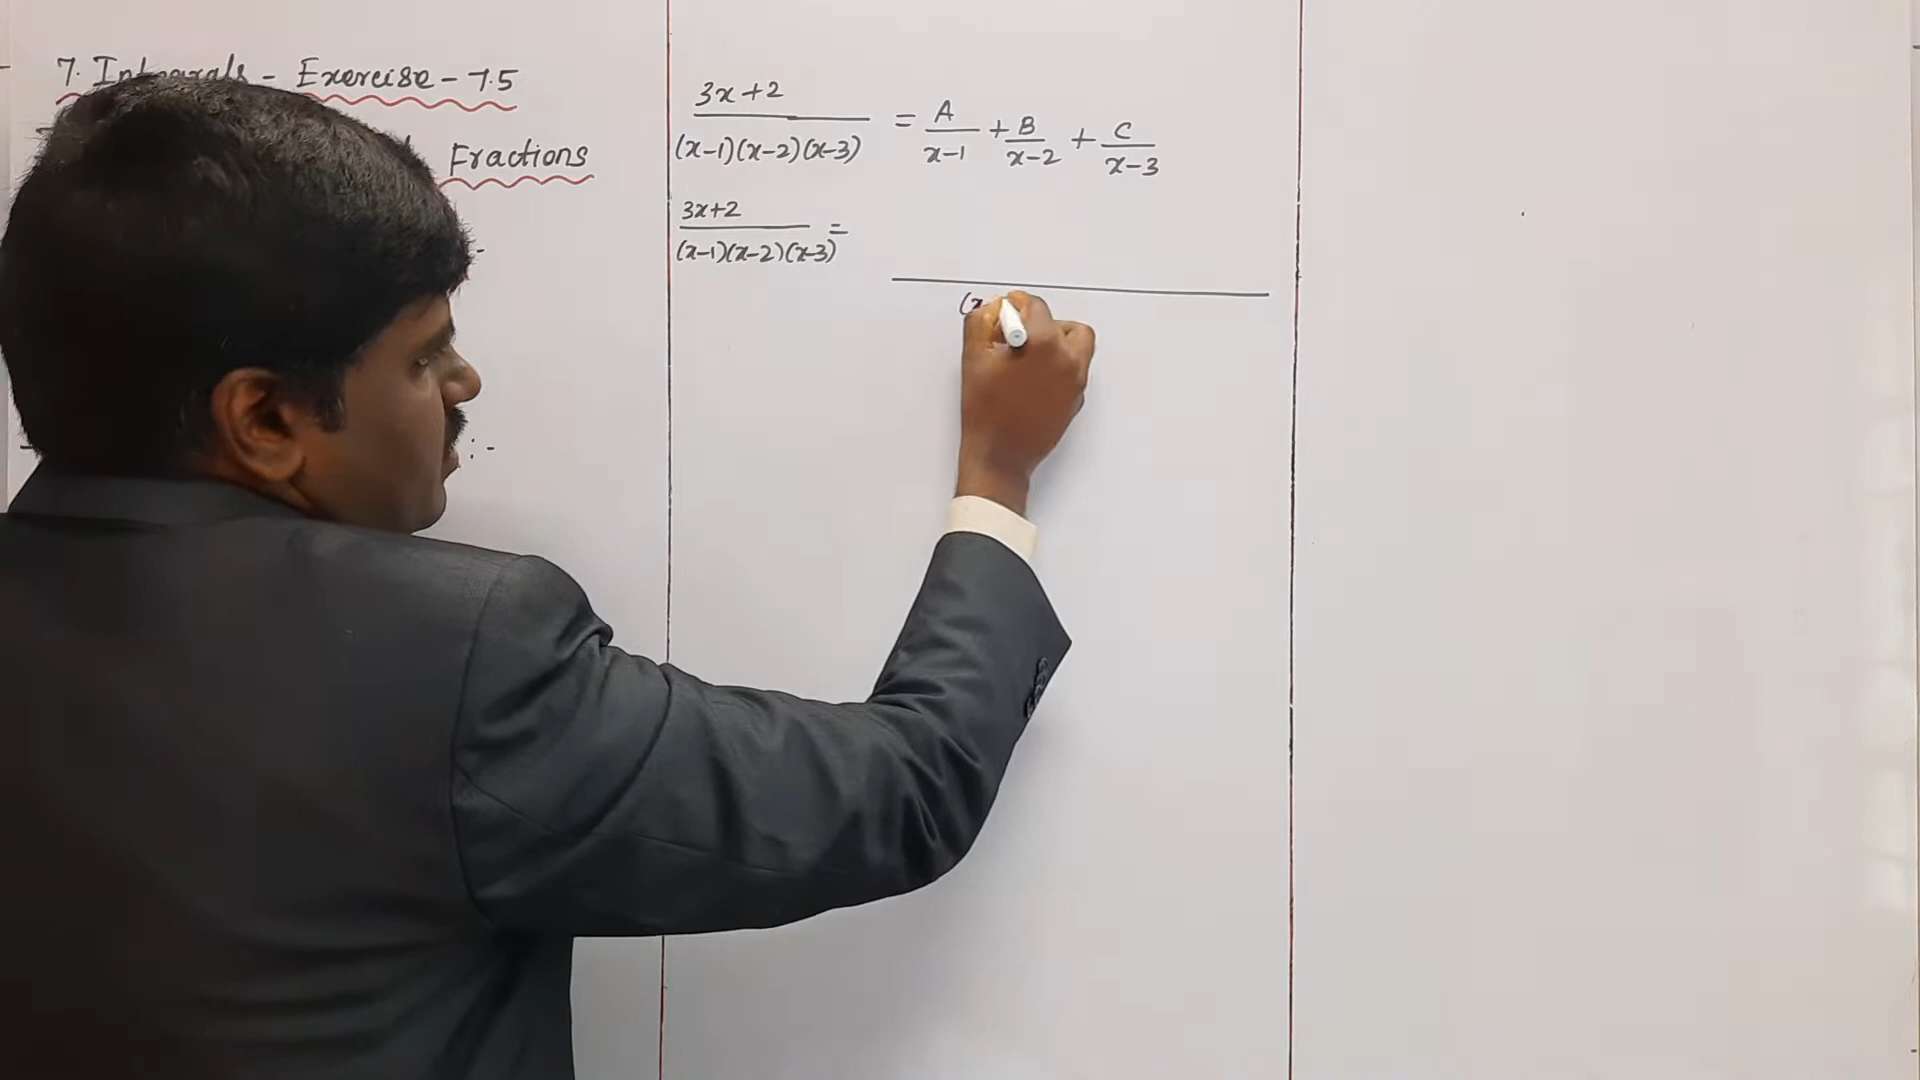 7. Integrals - Exercise - 7.5
Fractions
3x+2 / (x-1)(x-2)(x-3) = A / x-1 + B / x-2 + C / x-3
3x+2 / (x-1)(x-2)(x-3) =
(x
:-